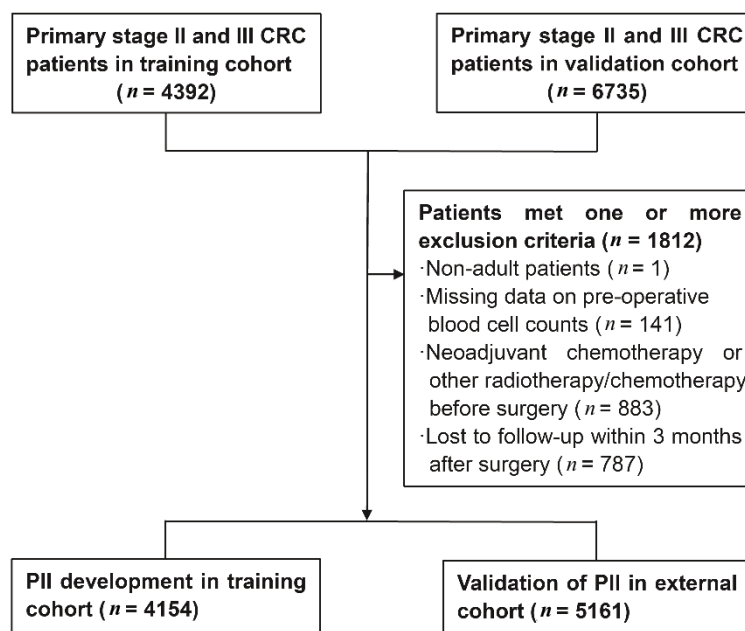 Primary stage II and III CRC
patients in training cohort
(n = 4392)
Primary stage II and III CRC
patients in validation cohort
(n = 6735)
Patients met one or more
exclusion criteria (n = 1812)
·Non-adult patients (n = 1)
·Missing data on pre-operative
blood cell counts (n = 141)
·Neoadjuvant chemotherapy or
other radiotherapy/chemotherapy
before surgery (n = 883)
·Lost to follow-up within 3 months
after surgery (n = 787)
PII development in training
cohort (n = 4154)
Validation of PII in external
cohort (n = 5161)